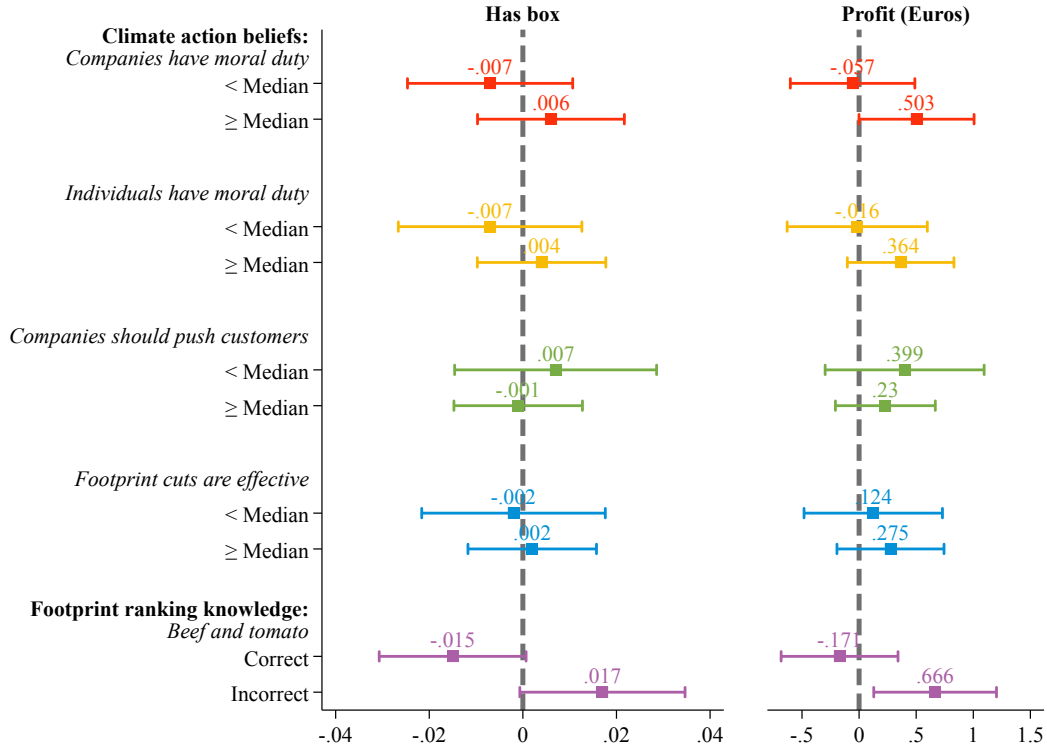 Has box Profit (Euros)
Climate action beliefs:
Companies have moral duty
< Median -.007 -.057
≥ Median .006 .503
Individuals have moral duty
< Median -.007 -.016
≥ Median .004 .364
Companies should push customers
< Median .007 .399
≥ Median -.001 .23
Footprint cuts are effective
< Median -.002 .124
≥ Median .002 .275
Footprint ranking knowledge:
Beef and tomato
Correct -.015 -.171
Incorrect .017 .666
-.04 -.02 0 .02 .04 -.5 0 .5 1 1.5